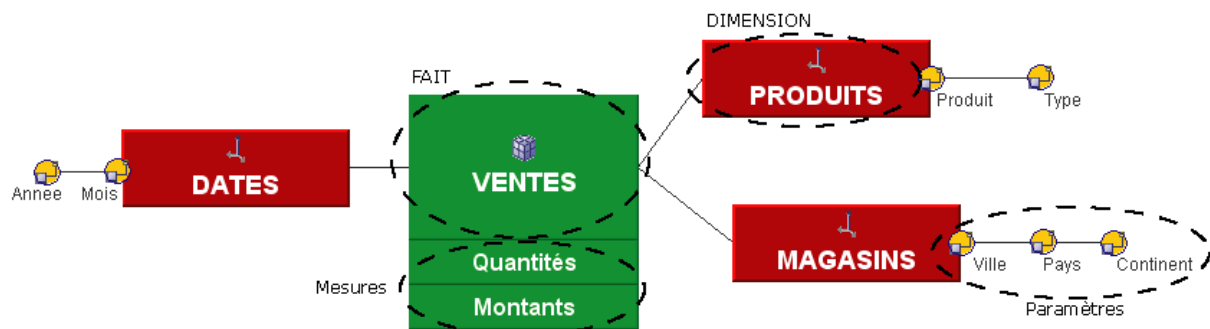 DIMENSION
FAIT
PRODUITS
Produit
Type
DATES
Annee
Mois
VENTES
Quantités
Montants
Mesures
MAGASINS
Ville
Pays
Continent
Paramètres